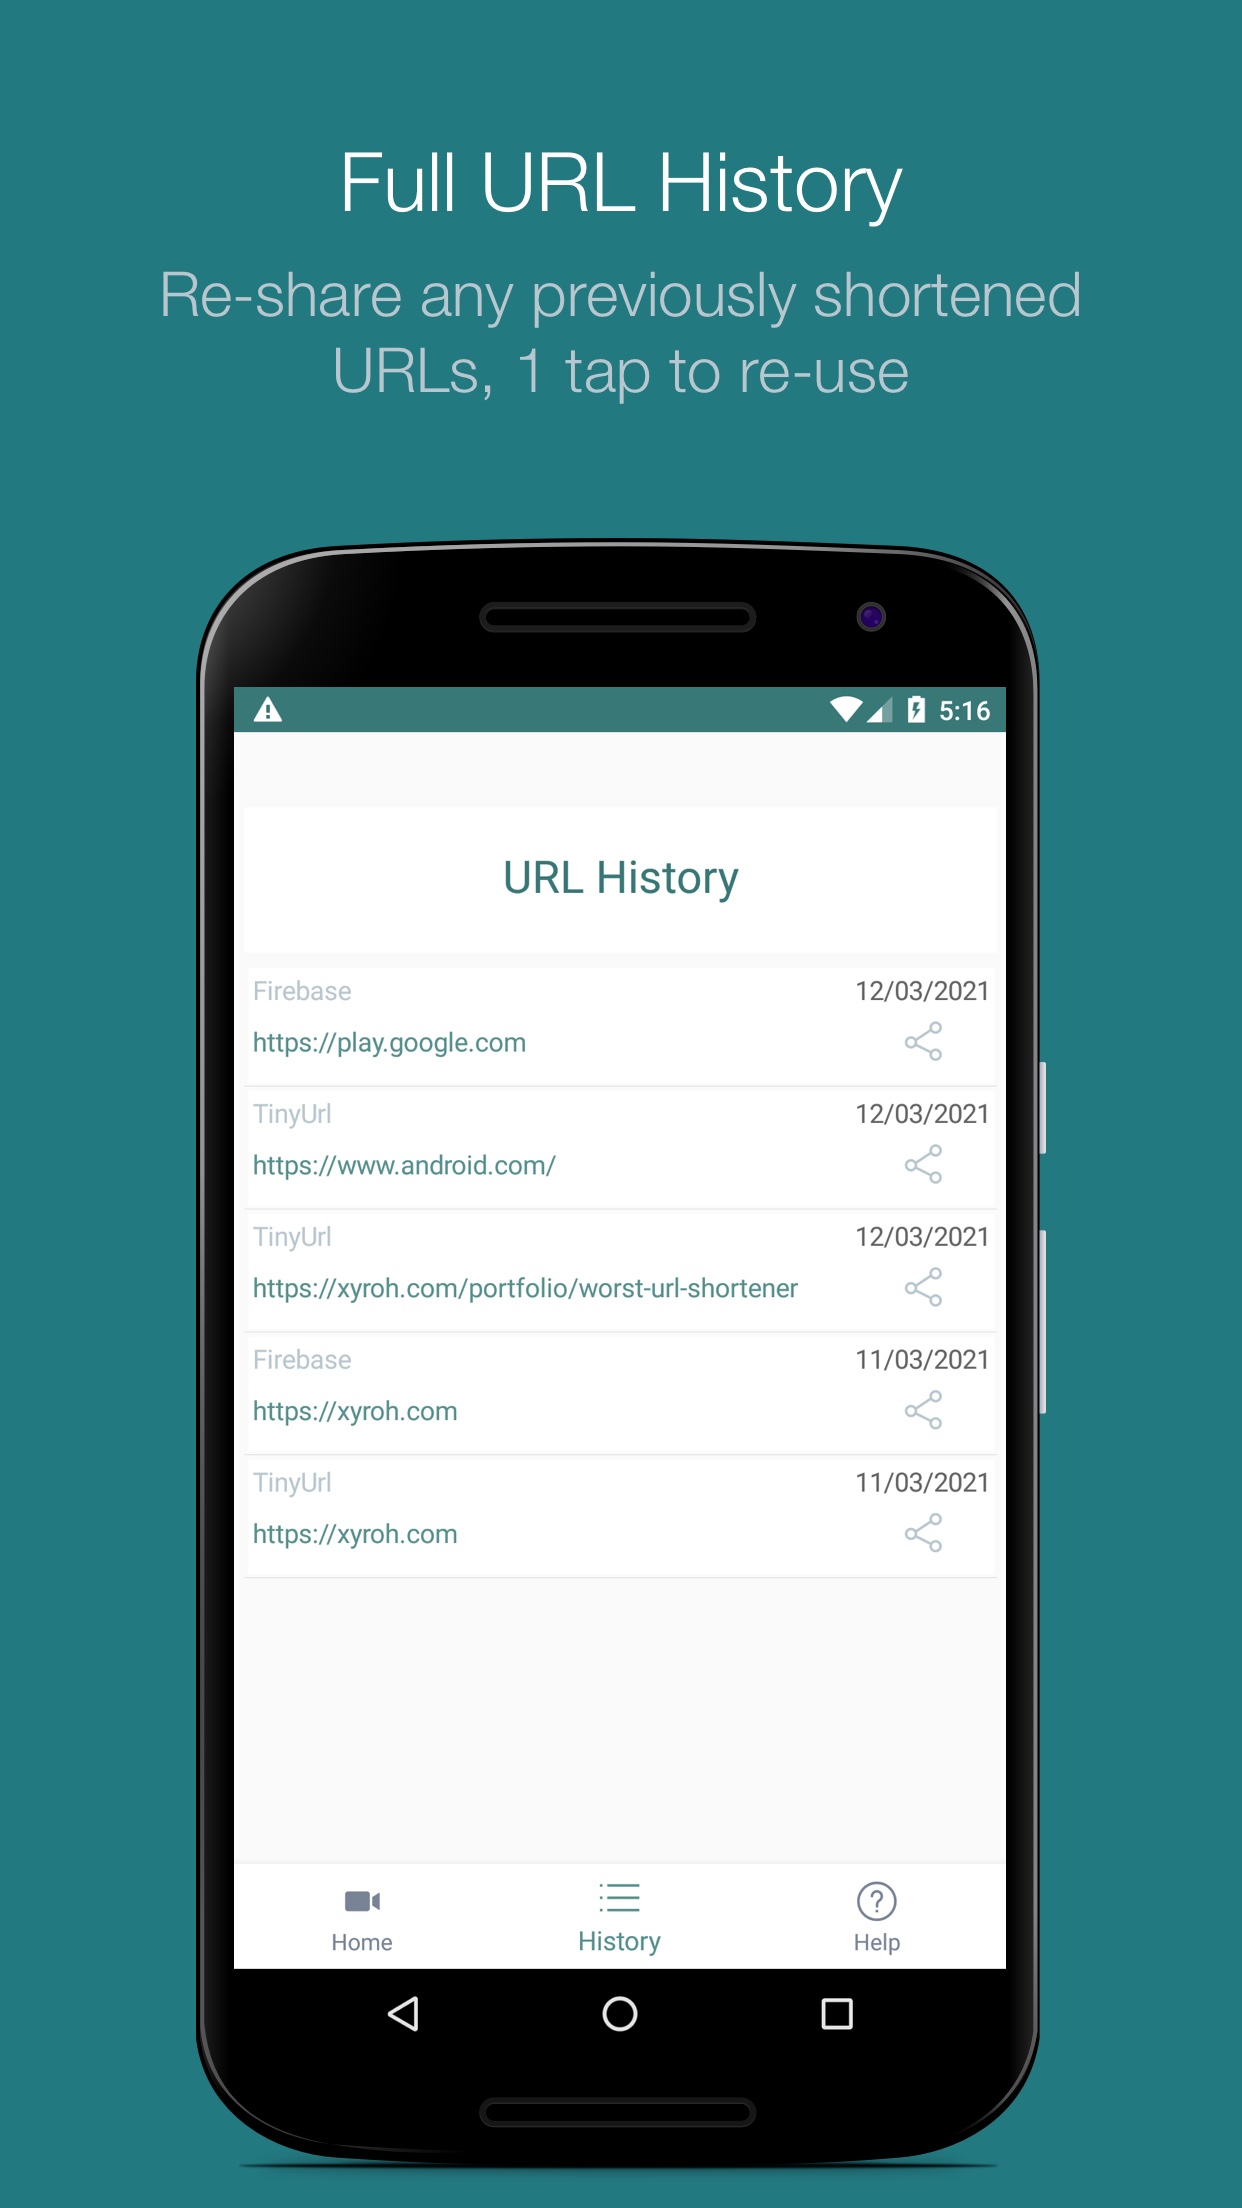 Full URL History
Re-share any previously shortened
URLs, 1 tap to re-use
5:16
URL History
Firebase 12/03/2021
https://play.google.com
TinyUrl 12/03/2021
https://www.android.com/
TinyUrl 12/03/2021
https://xyroh.com/portfolio/worst-url-shortener
Firebase 11/03/2021
https://xyroh.com
TinyUrl 11/03/2021
https://xyroh.com
Home History Help